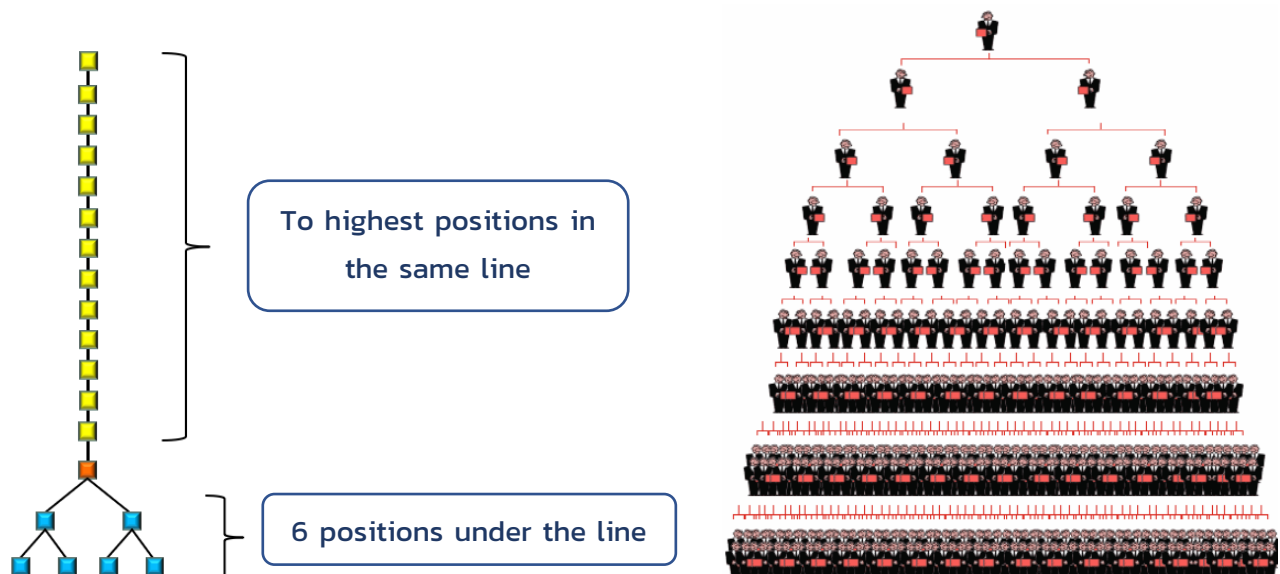 To highest positions in
the same line
6 positions under the line